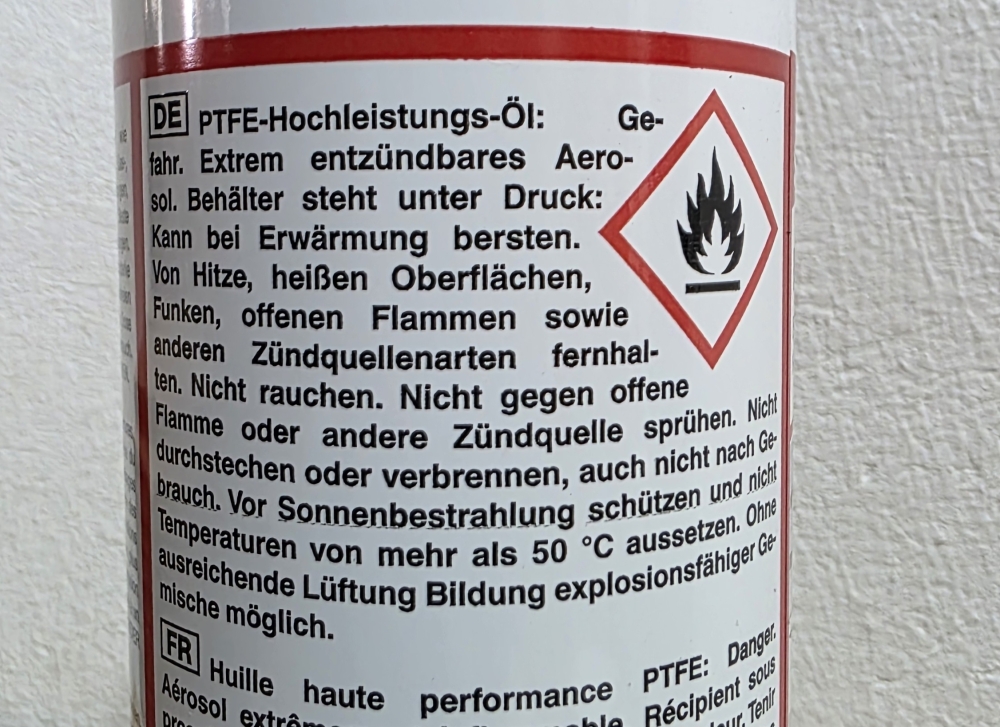 DE PTFE-Hochleistungs-Öl: Ge-
fahr. Extrem entzündbares Aero-
sol. Behälter steht unter Druck:
Kann bei Erwärmung bersten.
Von Hitze, heißen Oberflächen,
Funken, offenen Flammen sowie
anderen Zündquellenarten fernhal-
ten. Nicht rauchen. Nicht gegen offene
Flamme oder andere Zündquelle sprühen. Nicht
durchstechen oder verbrennen, auch nicht nach Ge-
brauch. Vor Sonnenbestrahlung schützen und nicht
Temperaturen von mehr als 50 °C aussetzen. Ohne
ausreichende Lüftung Bildung explosionsfähiger Ge-
mische möglich.
FR Huille haute performance PTFE: Danger.
Aérosol Récipient sous
Tenir